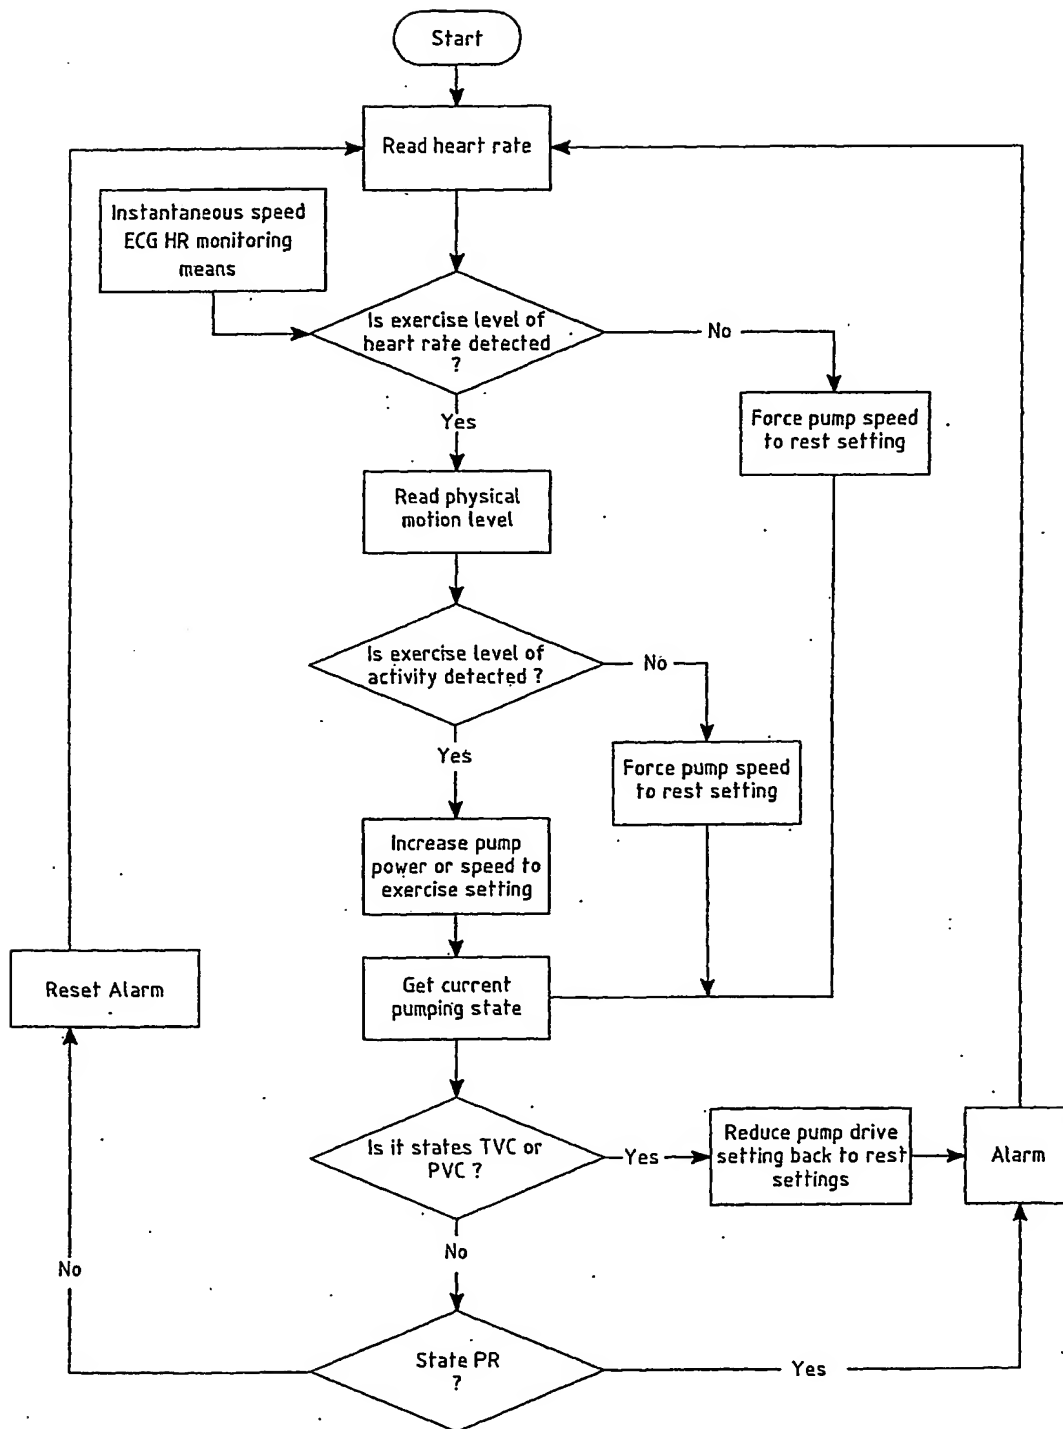 Start
Read heart rate
Instantaneous speed
ECG HR monitoring
means
Is exercise level of
heart rate detected
?
No
Force pump speed
to rest setting
Yes
Read physical
motion level
Is exercise level of
activity detected ?
No
Force pump speed
to rest setting
Yes
Increase pump
power or speed to
exercise setting
Reset Alarm
Get current
pumping state
Is it states TVC or
PVC ?
Yes
Reduce pump drive
setting back to rest
settings
Alarm
No
No
State PR
?
Yes